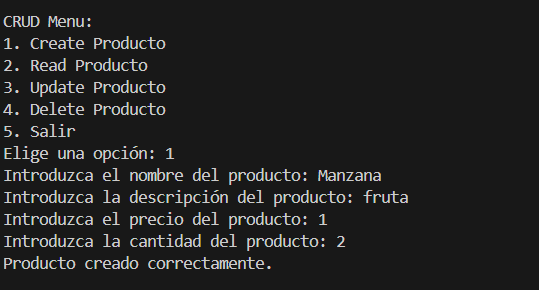 CRUD Menu:
1. Create Producto
2. Read Producto
3. Update Producto
4. Delete Producto
5. Salir
Elige una opción: 1
Introduzca el nombre del producto: Manzana
Introduzca la descripción del producto: fruta
Introduzca el precio del producto: 1
Introduzca la cantidad del producto: 2
Producto creado correctamente.